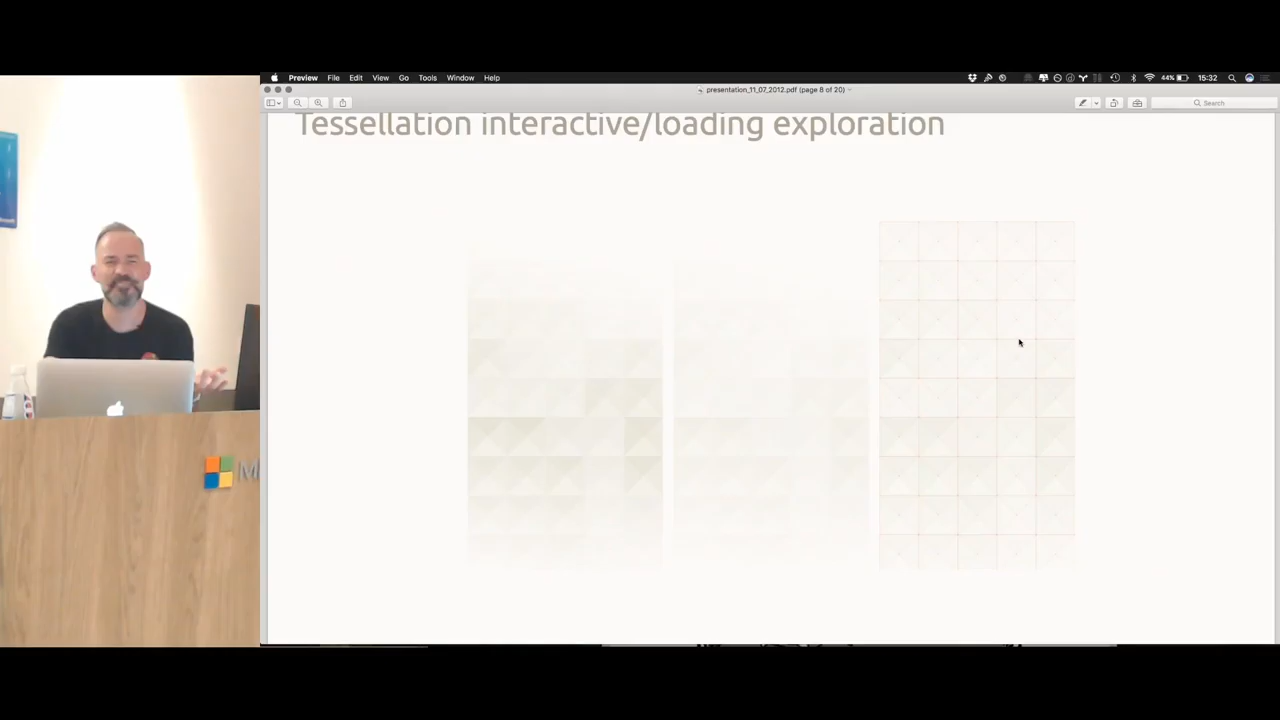 Preview File Edit View Go Tools Window Help
44%
15:32
presentation_11_07_2012.pdf (page 8 of 20)
Search
Tessellation interactive/loading exploration